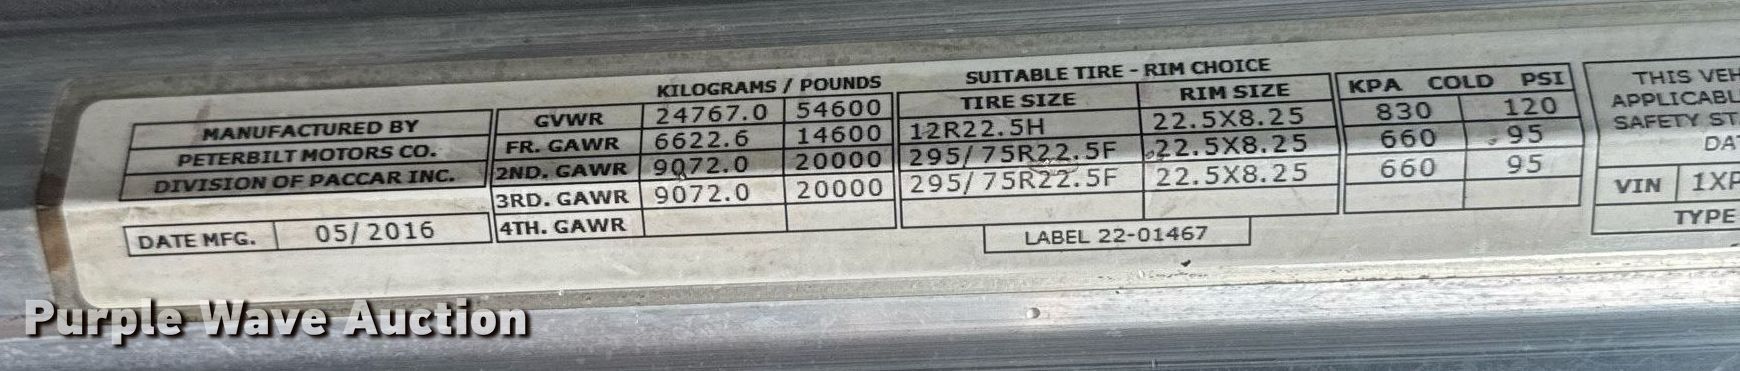 KILOGRAMS / POUNDS
SUITABLE TIRE - RIM CHOICE
MANUFACTURED BY
PETERBILT MOTORS CO.
DIVISION OF PACCAR INC.
DATE MFG. 05/2016
GVWR 24767.0 54600
FR. GAWR 6622.6 14600
2ND. GAWR 9072.0 20000
3RD. GAWR 9072.0 20000
4TH. GAWR
TIRE SIZE RIM SIZE
12R22.5H 22.5X8.25
295/75R22.5F 22.5X8.25
295/75R22.5F 22.5X8.25
LABEL 22-01467
KPA COLD PSI
830 120
660 95
660 95
THIS VEH
APPLICABL
SAFETY ST
DA
VIN 1XP
TYPE
Purple Wave Auction